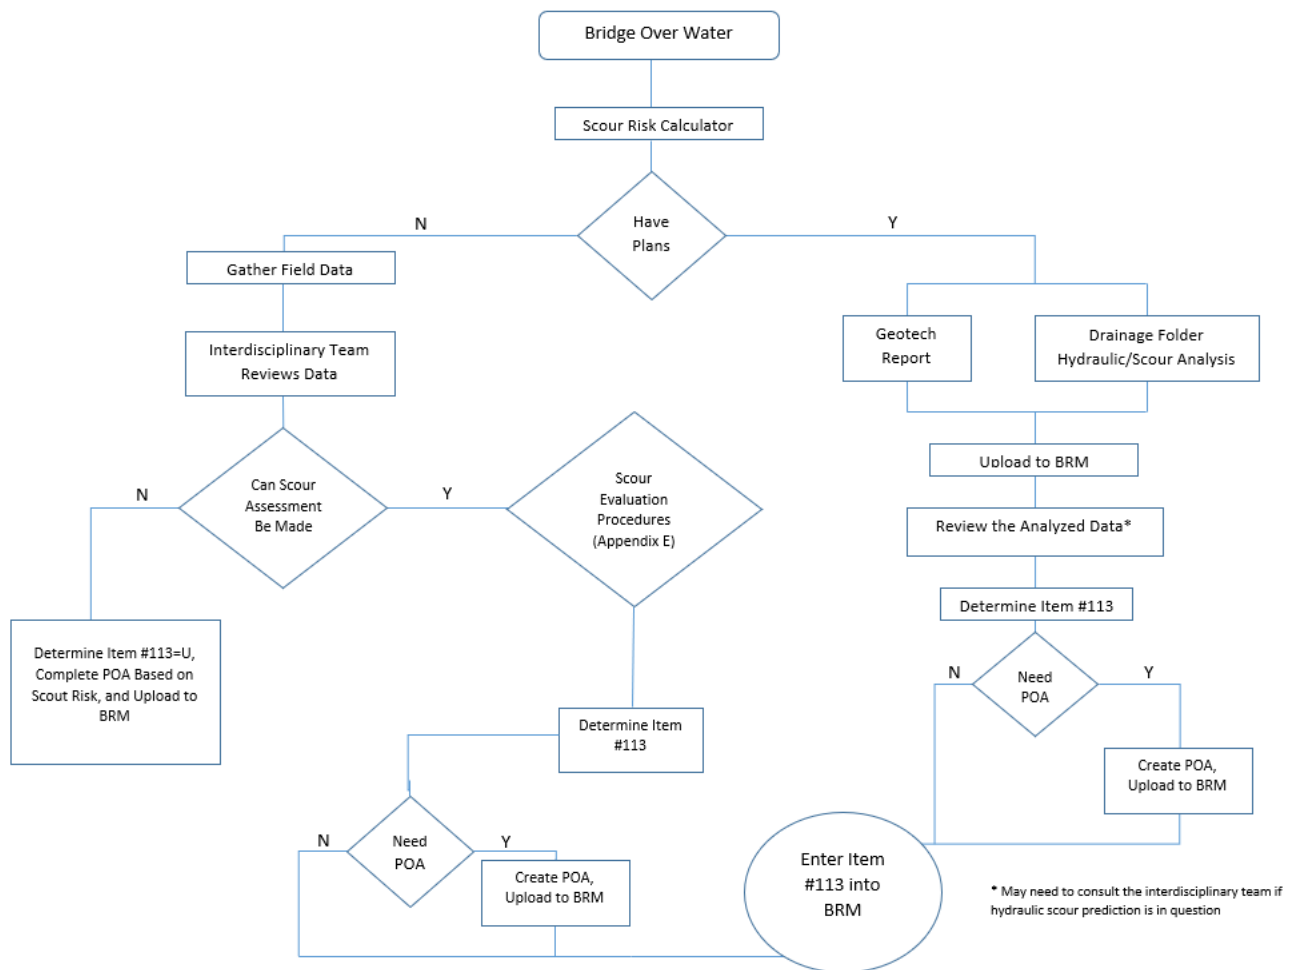 Bridge Over Water
Scour Risk Calculator
Have
Plans
N
Y
Gather Field Data
Interdisciplinary Team
Reviews Data
Geotech
Report
Drainage Folder
Hydraulic/Scour Analysis
Can Scour
Assessment
Be Made
N
Y
Scour
Evaluation
Procedures
(Appendix E)
Upload to BRM
Review the Analyzed Data*
Determine Item #113
Determine Item #113=U,
Complete POA Based on
Scout Risk, and Upload to
BRM
Need
POA
N
Y
Determine Item
#113
Create POA,
Upload to BRM
Need
POA
N
Y
Create POA,
Upload to BRM
Enter Item
#113 into
BRM
* May need to consult the interdisciplinary team if
hydraulic scour prediction is in question